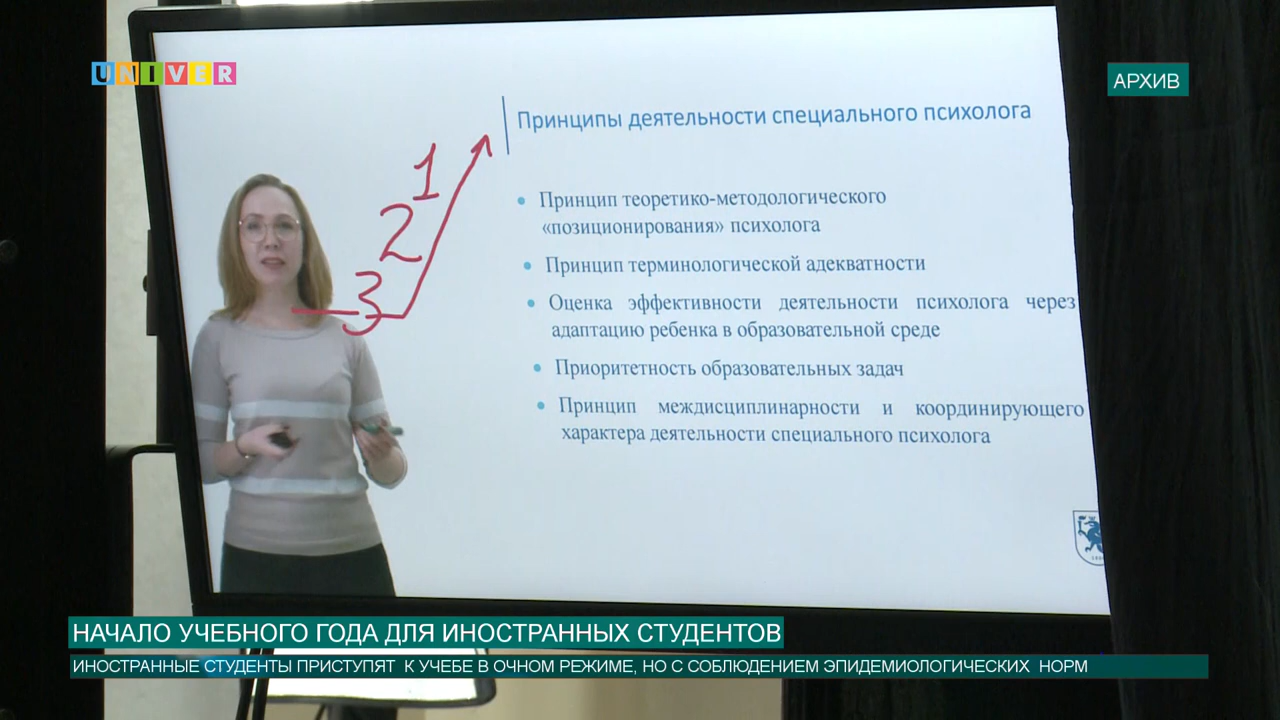 UNIVER
АРХИВ
Принципы деятельности специального психолога
1
2
3
Принцип теоретико-методологического
«позиционирования» психолога
Принцип терминологической адекватности
Оценка эффективности деятельности психолога через
адаптацию ребенка в образовательной среде
Приоритетность образовательных задач
Принцип междисциплинарности и координирующего
характера деятельности специального психолога
НАЧАЛО УЧЕБНОГО ГОДА ДЛЯ ИНОСТРАННЫХ СТУДЕНТОВ
ИНОСТРАННЫЕ СТУДЕНТЫ ПРИСТУПЯТ К УЧЕБЕ В ОЧНОМ РЕЖИМЕ, НО С СОБЛЮДЕНИЕМ ЭПИДЕМИОЛОГИЧЕСКИХ НОРМ